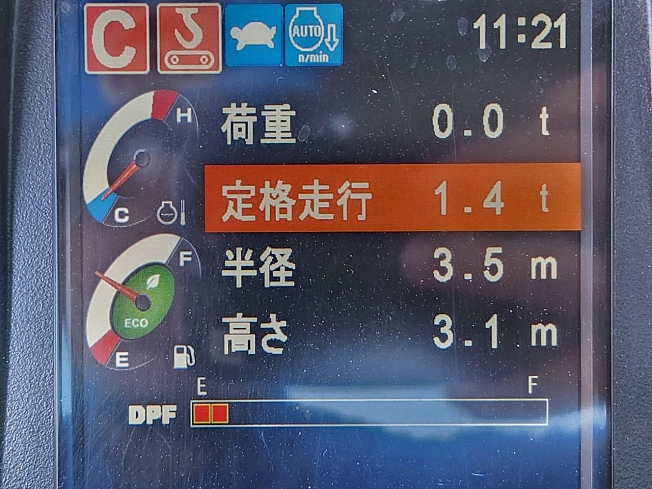 C AUTO n/min 11:21
H
荷重 0.0 t
C
定格走行 1.4 t
F
半径 3.5 m
ECO
高さ 3.1 m
E
E F
DPF